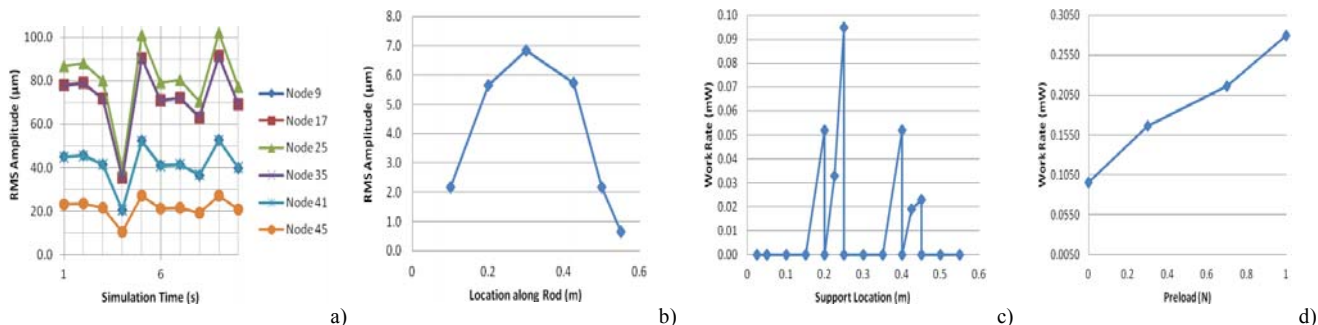 RMS Amplitude (µm)
100.0
80.0
60.0
40.0
20.0
0.0
1
6
Simulation Time (s)
Node 9
Node 17
Node 25
Node 35
Node 41
Node 45
a)
RMS Amplitude (µm)
8.0
7.0
6.0
5.0
4.0
3.0
2.0
1.0
0.0
0
0.2
0.4
0.6
Location along Rod (m)
b)
Work Rate (mW)
0.10
0.09
0.08
0.07
0.06
0.05
0.04
0.03
0.02
0.01
0.00
0
0.1
0.2
0.3
0.4
0.5
0.6
Support Location (m)
c)
Work Rate (mW)
0.3050
0.2550
0.2050
0.1550
0.1050
0.0550
0.0050
0
0.2
0.4
0.6
0.8
1
Preload (N)
d)